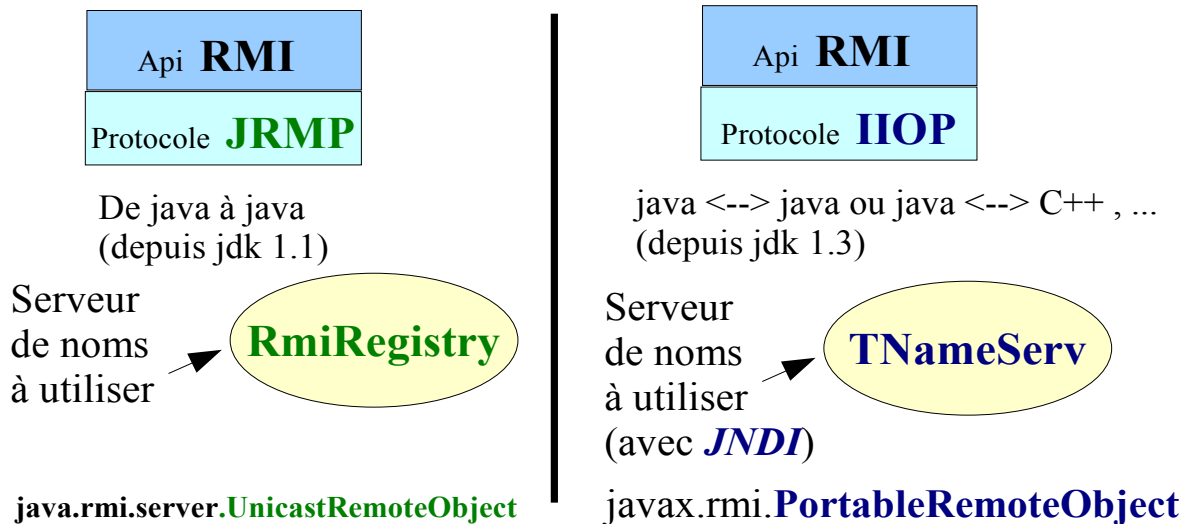 Api RMI
Protocole JRMP
De java à java
(depuis jdk 1.1)
Serveur
de noms
à utiliser
RmiRegistry
java.rmi.server.UnicastRemoteObject
Api RMI
Protocole IIOP
java <--> java ou java <--> C++ , ...
(depuis jdk 1.3)
Serveur
de noms
à utiliser
(avec JNDI)
TNameServ
javax.rmi.PortableRemoteObject